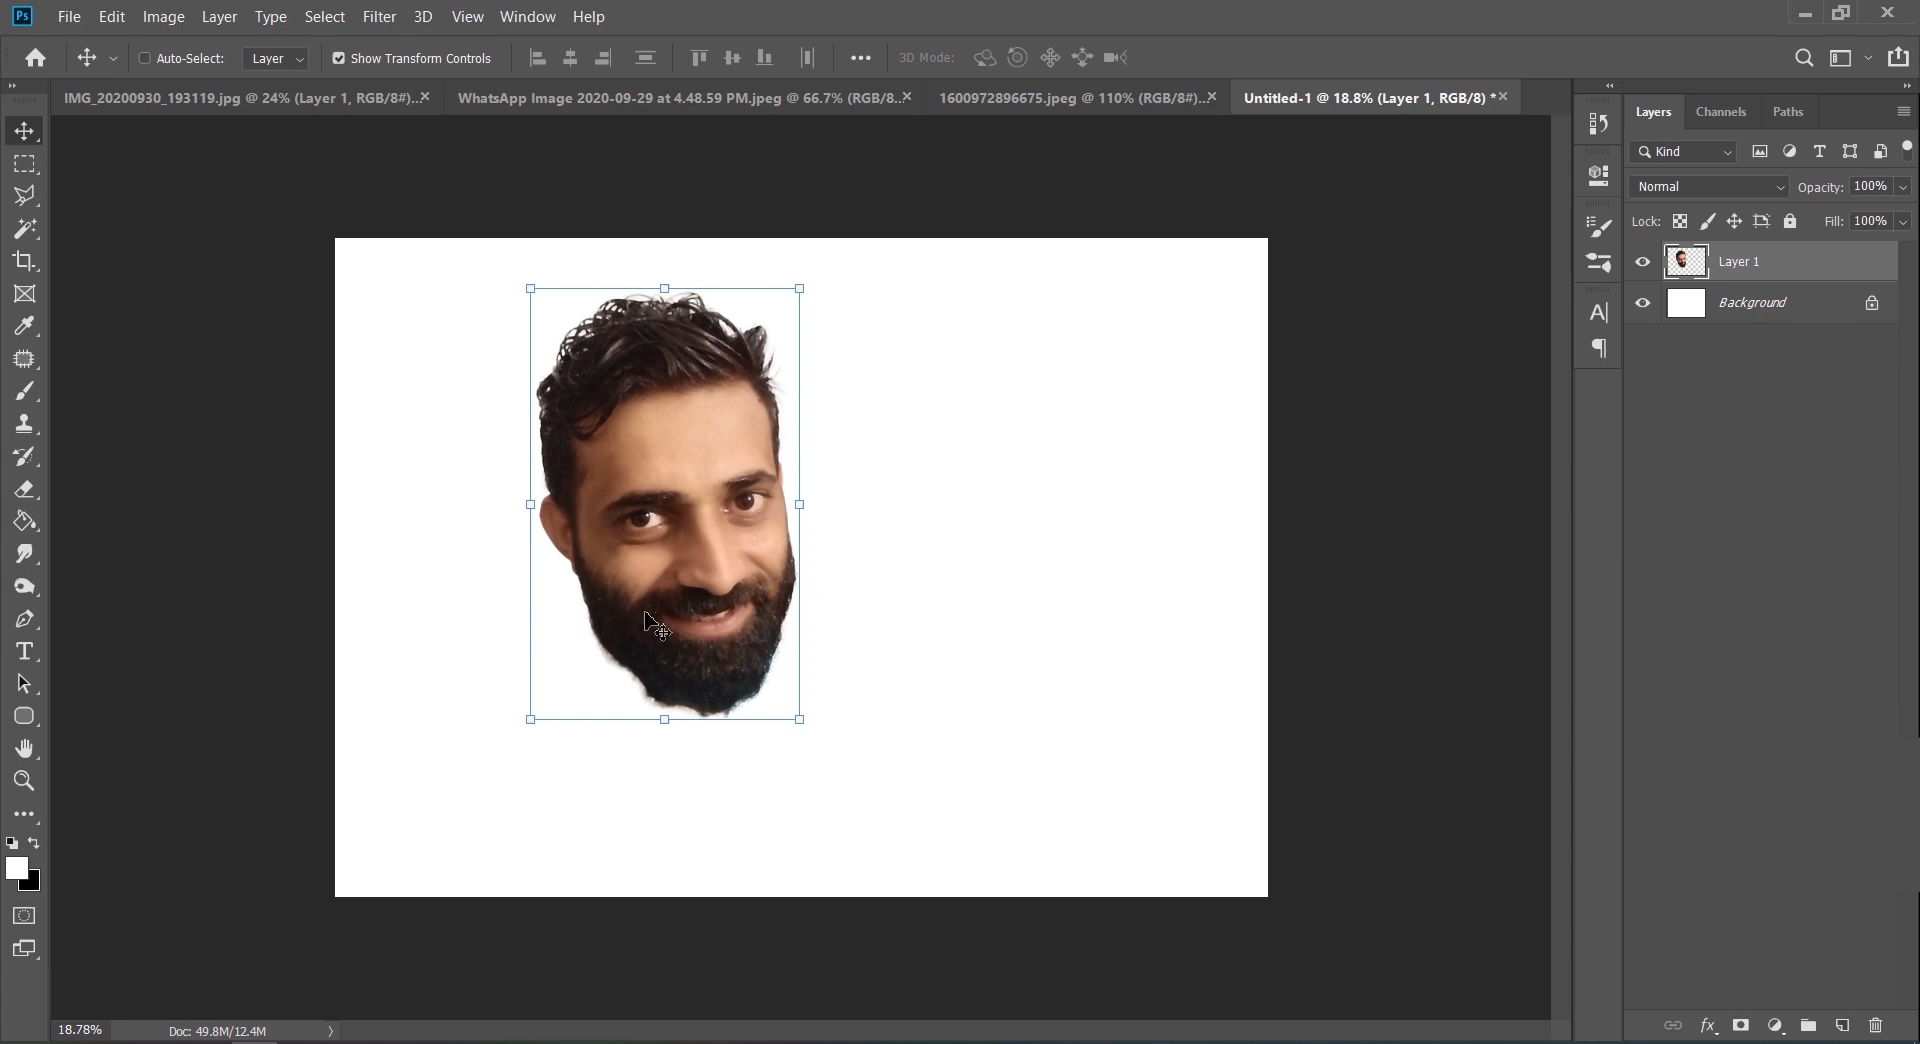 Ps File Edit Image Layer Type Select Filter 3D View Window Help
Auto-Select: Layer Show Transform Controls 3D Mode:
IMG_20200930_193119.jpg @ 24% (Layer 1, RGB/8#)... WhatsApp Image 2020-09-29 at 4.48.59 PM.jpeg @ 66.7% (RGB/8... 1600972896675.jpeg @ 110% (RGB/8#)... Untitled-1 @ 18.8% (Layer 1, RGB/8) *
Layers Channels Paths
Kind
Normal Opacity: 100%
Lock: Fill: 100%
Layer 1
Background
18.78% Doc: 49.8M/12.4M